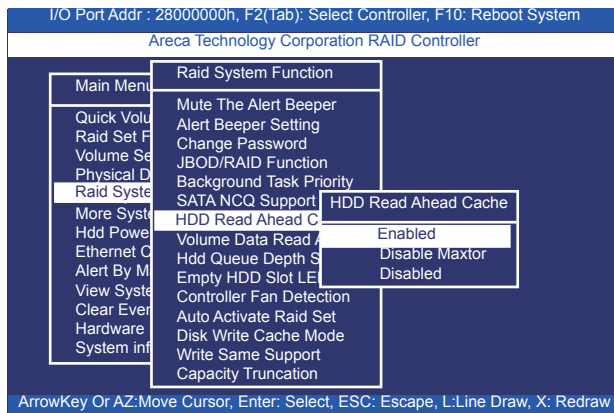 I/O Port Addr : 28000000h, F2(Tab): Select Controller, F10: Reboot System
Areca Technology Corporation RAID Controller
Main Menu
Quick Volu
Raid Set F
Volume Se
Physical D
Raid Syste
More Syste
Hdd Powe
Ethernet C
Alert By M
View Syste
Clear Even
Hardware
System inf
Raid System Function
Mute The Alert Beeper
Alert Beeper Setting
Change Password
JBOD/RAID Function
Background Task Priority
SATA NCQ Support
HDD Read Ahead C
Volume Data Read A
Hdd Queue Depth S
Empty HDD Slot LE
Controller Fan Detection
Auto Activate Raid Set
Disk Write Cache Mode
Write Same Support
Capacity Truncation
HDD Read Ahead Cache
Enabled
Disable Maxtor
Disabled
ArrowKey Or AZ:Move Cursor, Enter: Select, ESC: Escape, L:Line Draw, X: Redraw